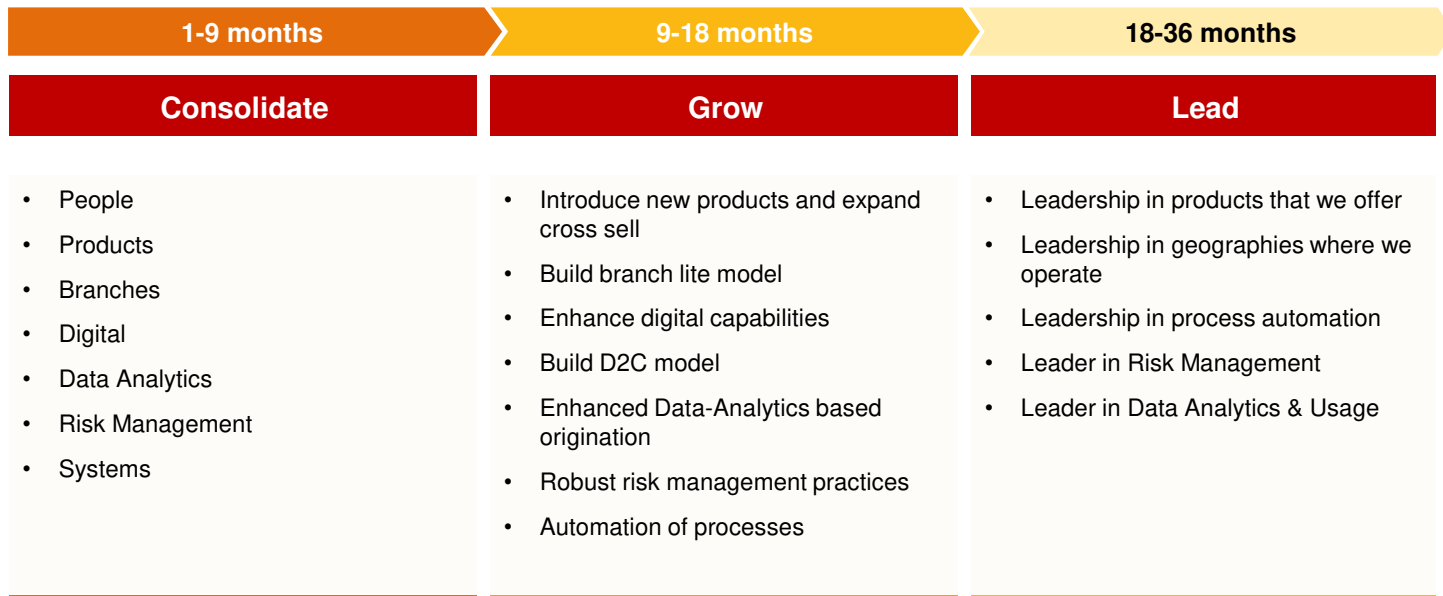 1-9 months
9-18 months
18-36 months
Consolidate
Grow
Lead
• People
• Products
• Branches
• Digital
• Data Analytics
• Risk Management
• Systems
• Introduce new products and expand
cross sell
• Build branch lite model
• Enhance digital capabilities
• Build D2C model
• Enhanced Data-Analytics based
origination
• Robust risk management practices
• Automation of processes
• Leadership in products that we offer
• Leadership in geographies where we
operate
• Leadership in process automation
• Leader in Risk Management
• Leader in Data Analytics & Usage